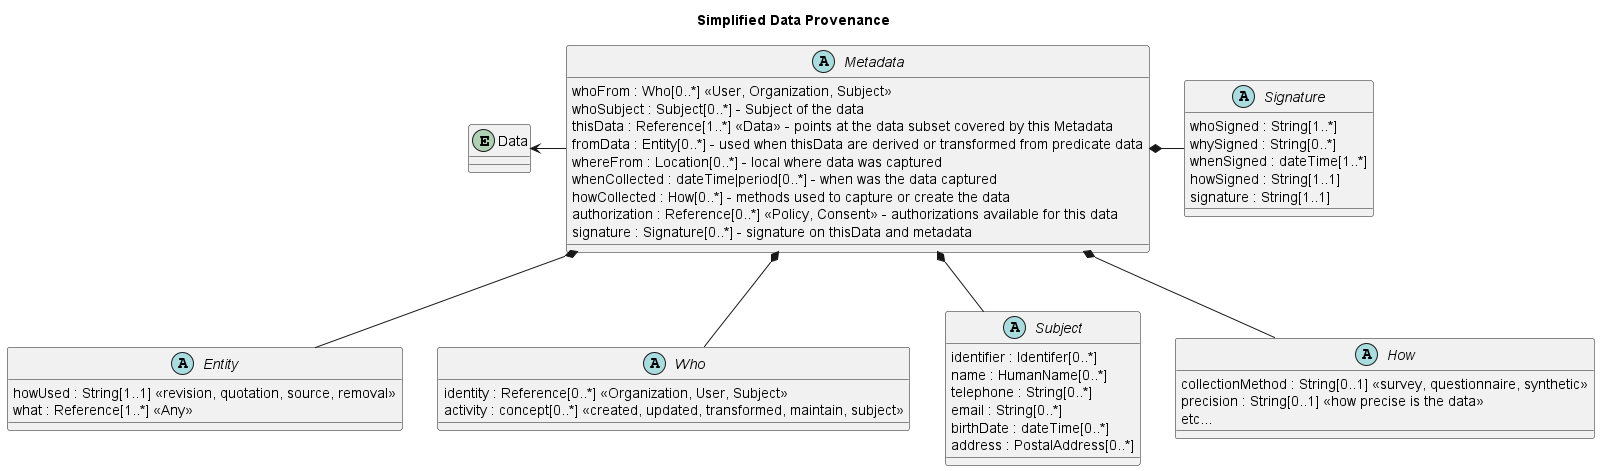 Simplified Data Provenance
A Metadata
whoFrom : Who[0..*] «User, Organization, Subject»
whoSubject : Subject[0..*] - Subject of the data
thisData : Reference[1..*] «Data» - points at the data subset covered by this Metadata
fromData : Entity[0..*] - used when thisData are derived or transformed from predicate data
whereFrom : Location[0..*] - local where data was captured
whenCollected : dateTime|period[0..*] - when was the data captured
howCollected : How[0..*] - methods used to capture or create the data
authorization : Reference[0..*] «Policy, Consent» - authorizations available for this data
signature : Signature[0..*] - signature on thisData and metadata
E Data
A Signature
whoSigned : String[1..*]
whySigned : String[0..*]
whenSigned : dateTime[1..*]
howSigned : String[1..1]
signature : String[1..1]
A Entity
howUsed : String[1..1] «revision, quotation, source, removal»
what : Reference[1..*] «Any»
A Who
identity : Reference[0..*] «Organization, User, Subject»
activity : concept[0..*] «created, updated, transformed, maintain, subject»
A Subject
identifier : Identifer[0..*]
name : HumanName[0..*]
telephone : String[0..*]
email : String[0..*]
birthDate : dateTime[0..*]
address : PostalAddress[0..*]
A How
collectionMethod : String[0..1] «survey, questionnaire, synthetic»
precision : String[0..1] «how precise is the data»
etc...